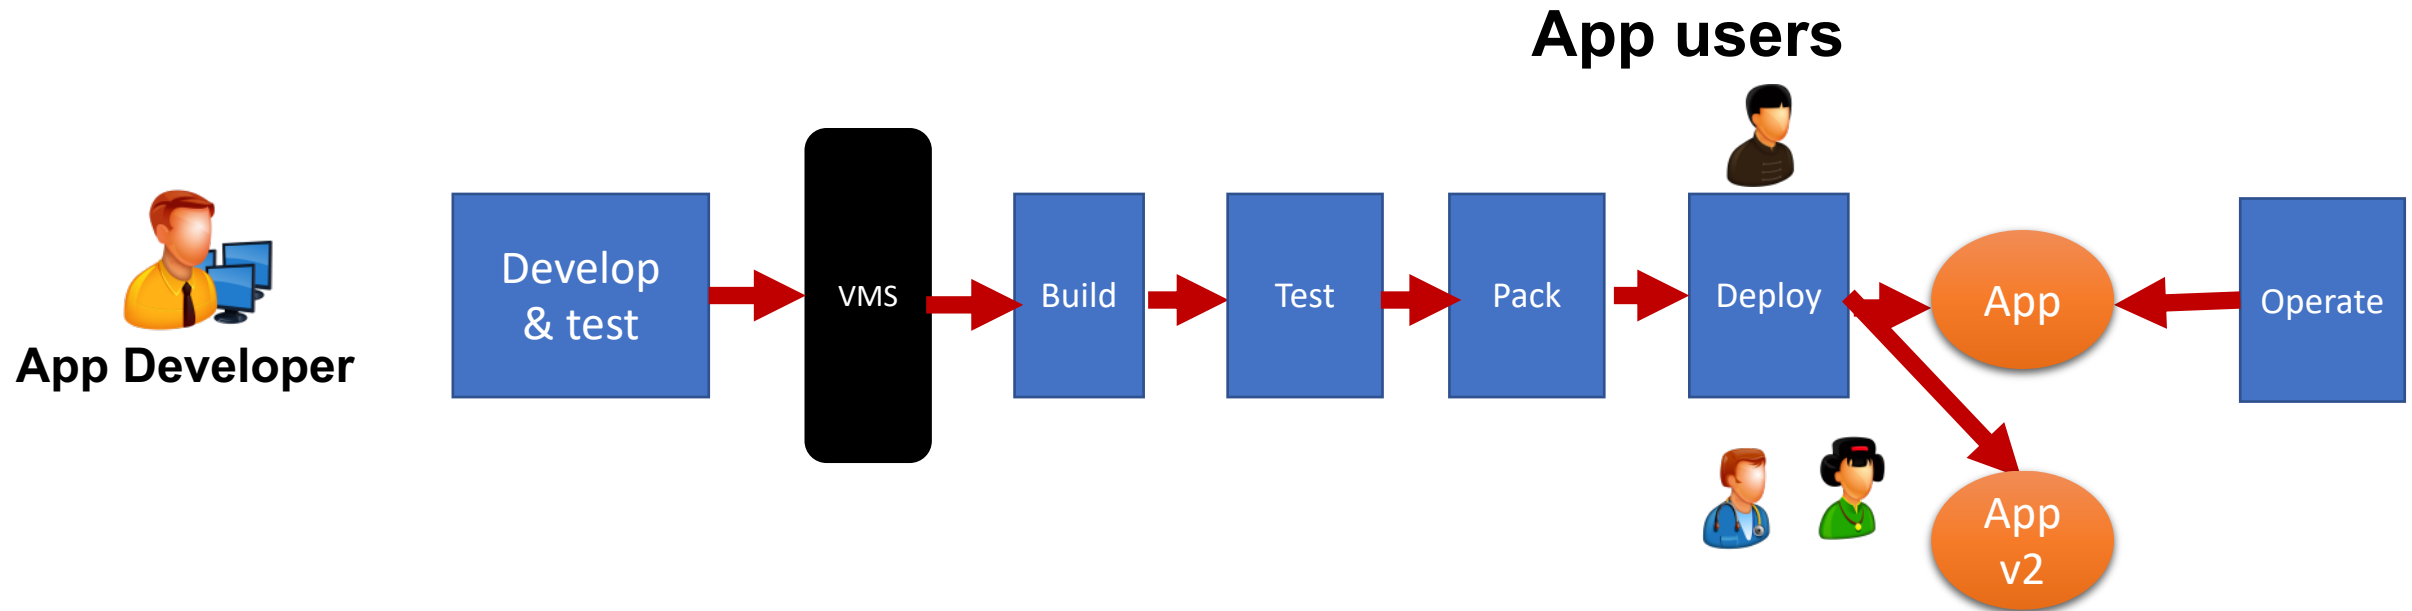 App users
App Developer
Develop
& test
VMS
Build
Test
Pack
Deploy
App
Operate
App
v2